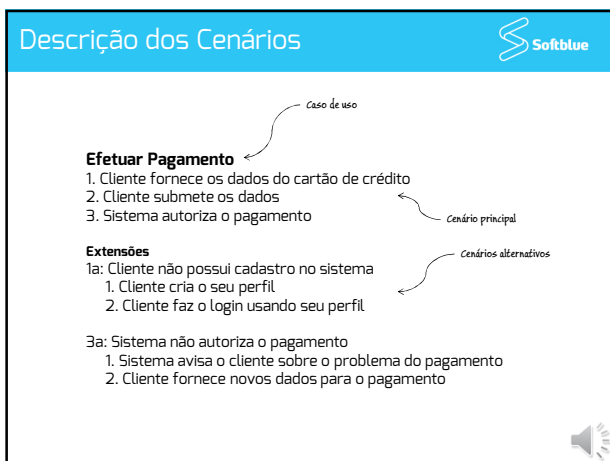 Descrição dos Cenários
Softblue
Caso de uso
Efetuar Pagamento
1. Cliente fornece os dados do cartão de crédito
2. Cliente submete os dados
3. Sistema autoriza o pagamento
Cenário principal
Extensões
Cenários alternativos
1a: Cliente não possui cadastro no sistema
1. Cliente cria o seu perfil
2. Cliente faz o login usando seu perfil
3a: Sistema não autoriza o pagamento
1. Sistema avisa o cliente sobre o problema do pagamento
2. Cliente fornece novos dados para o pagamento